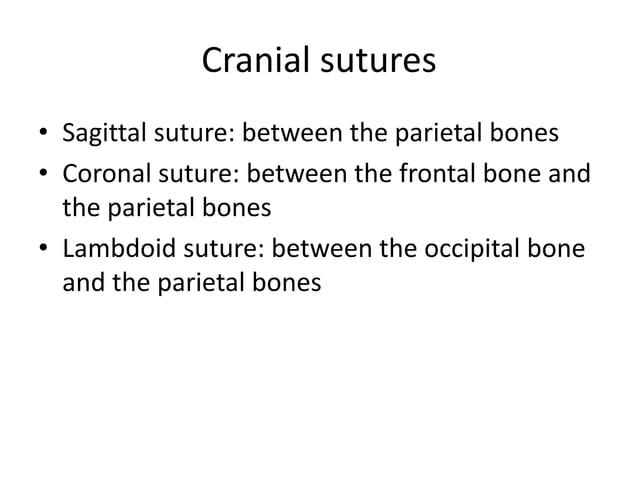 Cranial sutures
• Sagittal suture: between the parietal bones
• Coronal suture: between the frontal bone and
the parietal bones
• Lambdoid suture: between the occipital bone
and the parietal bones